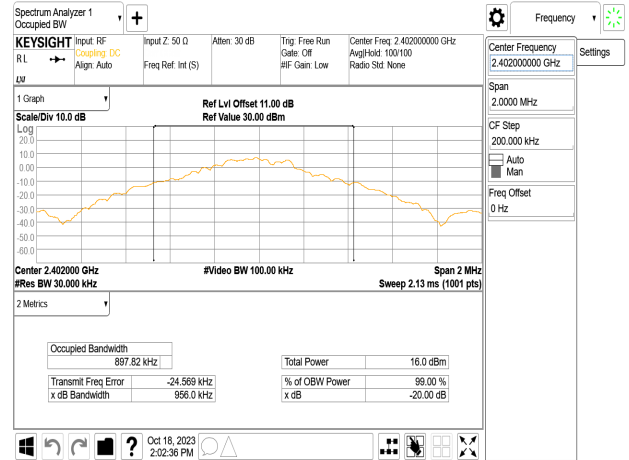 Spectrum Analyzer 1
Occupied BW
Frequency
KEYSIGHT Input: RF Input Z: 50 Ω Atten: 30 dB Trig: Free Run Center Freq: 2.402000000 GHz
R L Coupling: DC Gate: Off Avg|Hold: 100/100
Align: Auto Freq Ref: Int (S) #IF Gain: Low Radio Std: None
LXI
Center Frequency
2.402000000 GHz
Settings
Span
2.0000 MHz
CF Step
200.000 kHz
Auto
Man
Freq Offset
0 Hz
1 Graph
Ref Lvl Offset 11.00 dB
Scale/Div 10.0 dB Ref Value 30.00 dBm
Log
20.0
10.0
0.00
-10.0
-20.0
-30.0
-40.0
-50.0
-60.0
Center 2.402000 GHz #Video BW 100.00 kHz Span 2 MHz
#Res BW 30.000 kHz Sweep 2.13 ms (1001 pts)
2 Metrics
Occupied Bandwidth
897.82 kHz
Total Power 16.0 dBm
Transmit Freq Error -24.569 kHz % of OBW Power 99.00 %
x dB Bandwidth 956.0 kHz x dB -20.00 dB
Oct 18, 2023
2:02:36 PM